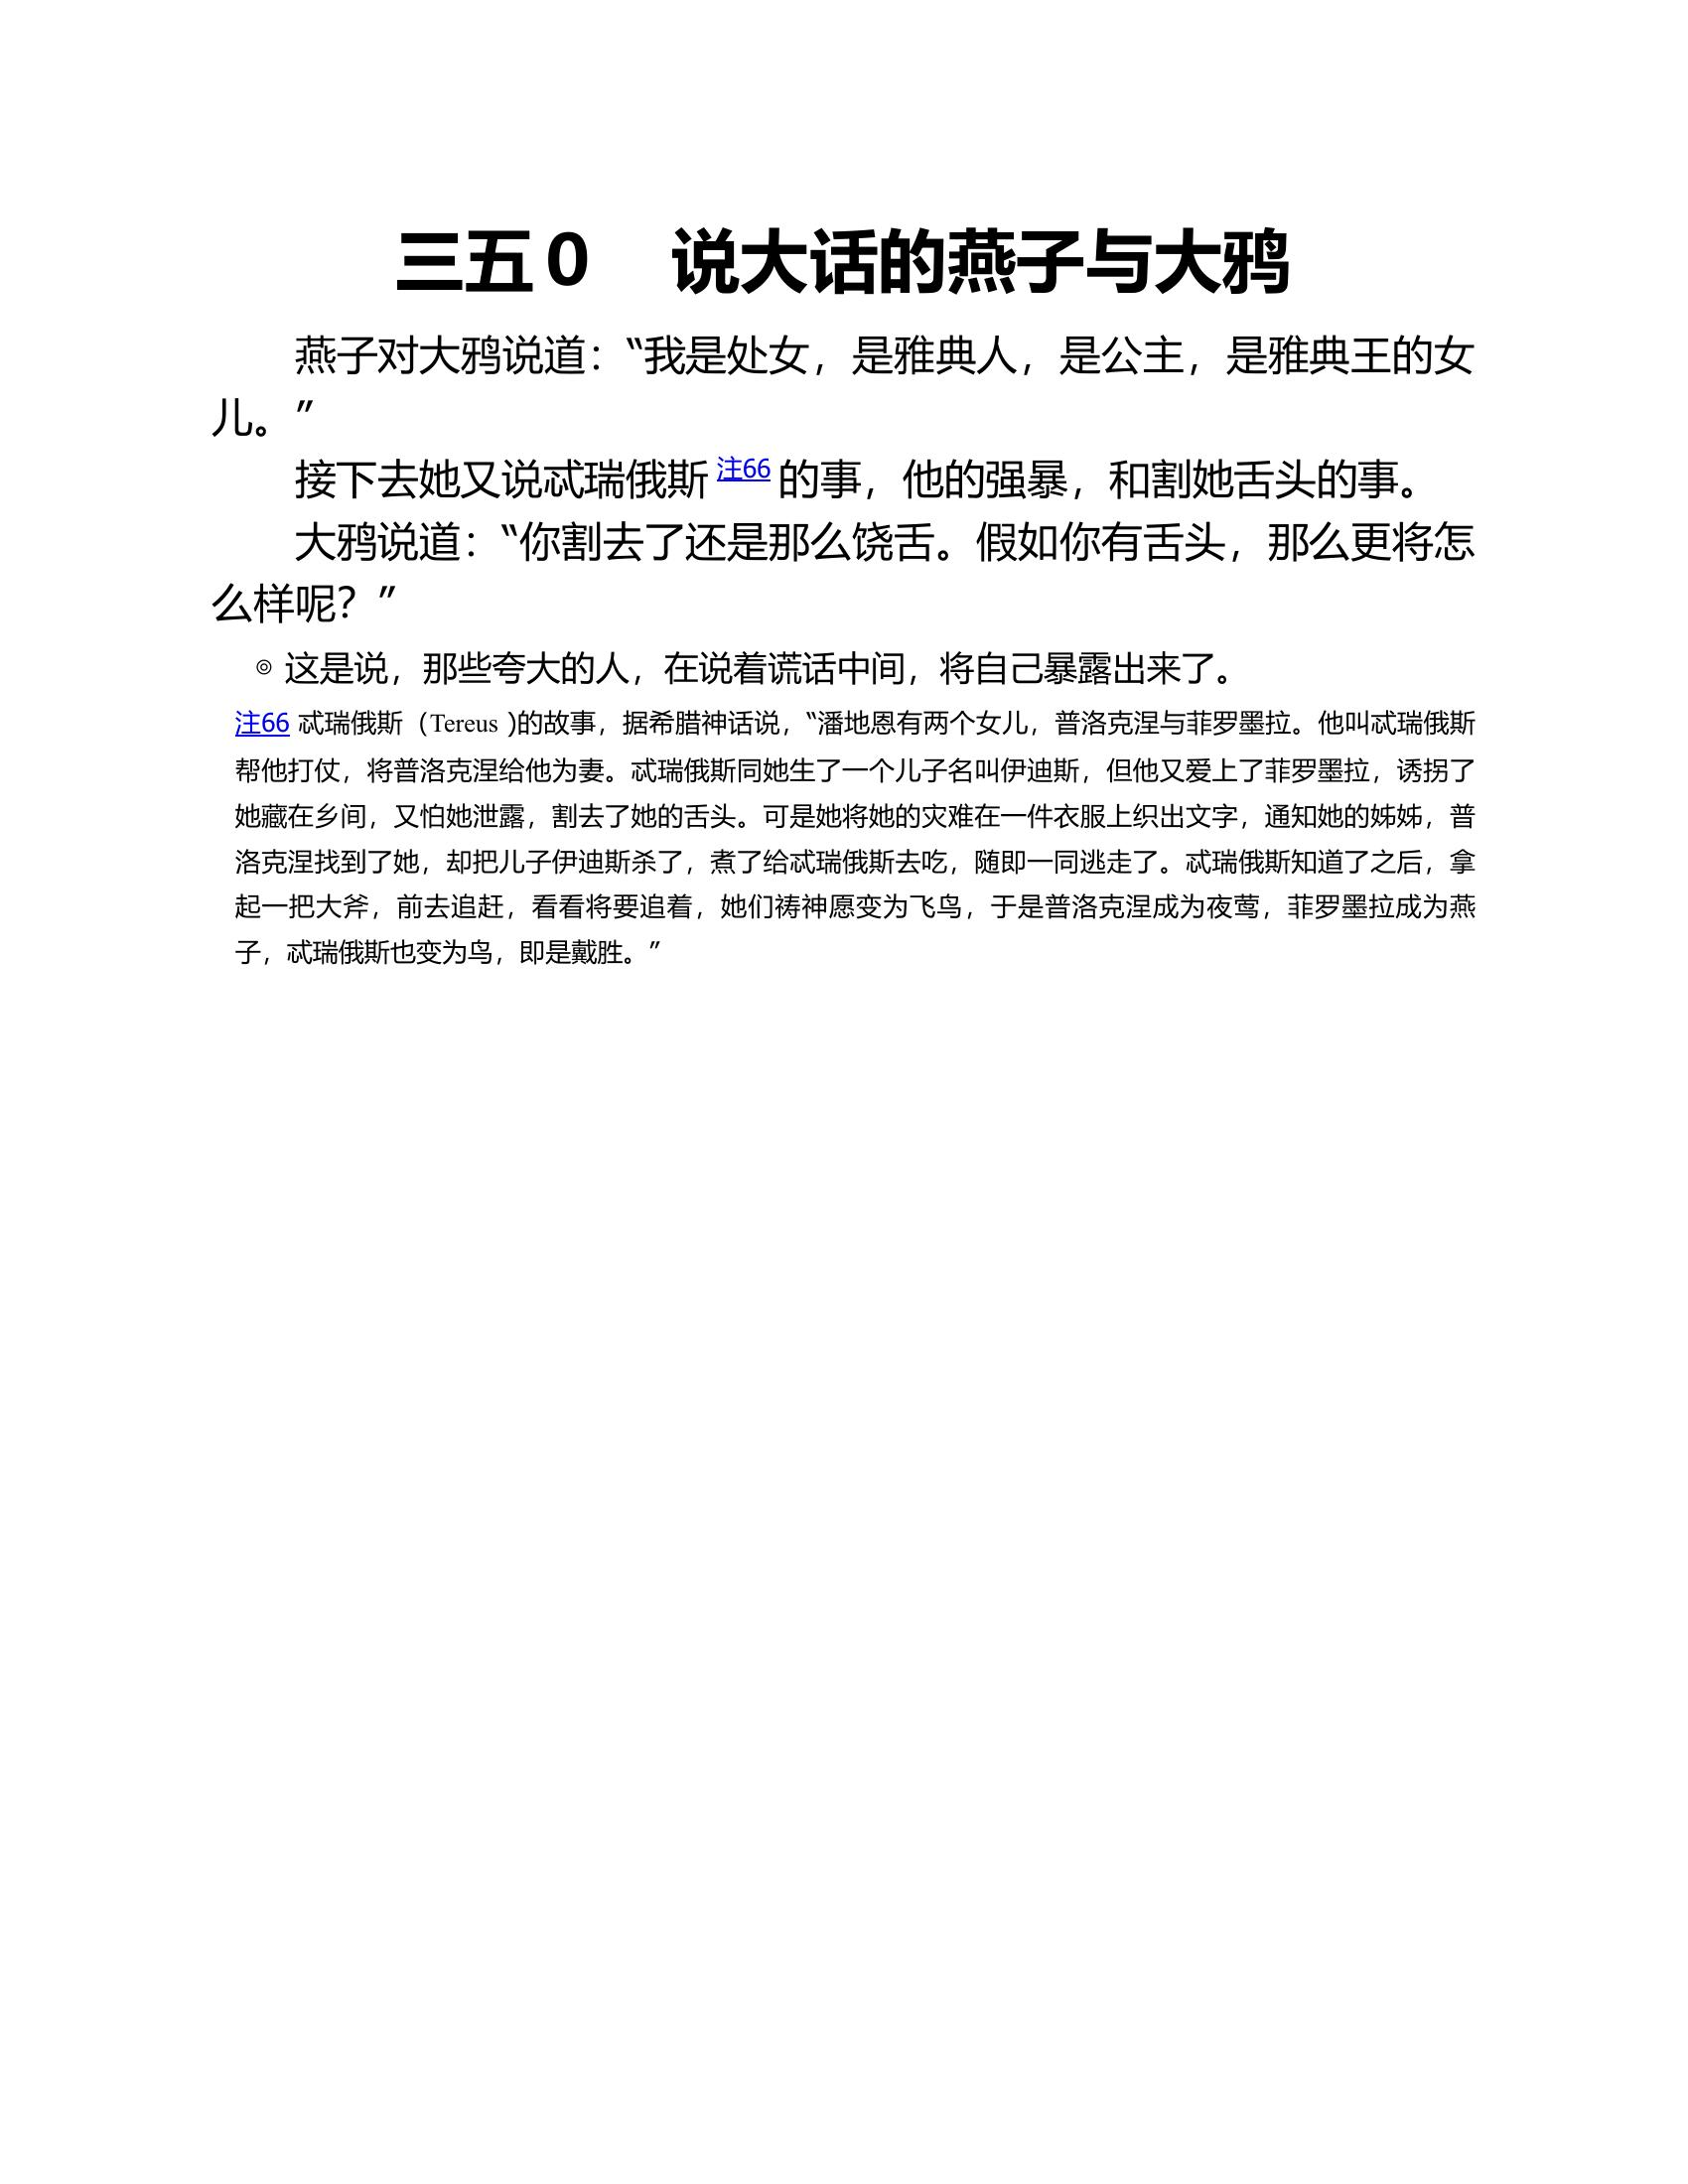 三五0　说大话的燕子与大鸦
燕子对大鸦说道：“我是处女，是雅典人，是公主，是雅典王的女
儿。”
接下去她又说忒瑞俄斯 注66 的事，他的强暴，和割她舌头的事。
大鸦说道：“你割去了还是那么饶舌。假如你有舌头，那么更将怎
么样呢？”
◎ 这是说，那些夸大的人，在说着谎话中间，将自己暴露出来了。
注66 忒瑞俄斯（Tereus )的故事，据希腊神话说，“潘地恩有两个女儿，普洛克涅与菲罗墨拉。他叫忒瑞俄斯
帮他打仗，将普洛克涅给他为妻。忒瑞俄斯同她生了一个儿子名叫伊迪斯，但他又爱上了菲罗墨拉，诱拐了
她藏在乡间，又怕她泄露，割去了她的舌头。可是她将她的灾难在一件衣服上织出文字，通知她的姊姊，普
洛克涅找到了她，却把儿子伊迪斯杀了，煮了给忒瑞俄斯去吃，随即一同逃走了。忒瑞俄斯知道了之后，拿
起一把大斧，前去追赶，看看将要追着，她们祷神愿变为飞鸟，于是普洛克涅成为夜莺，菲罗墨拉成为燕
子，忒瑞俄斯也变为鸟，即是戴胜。”